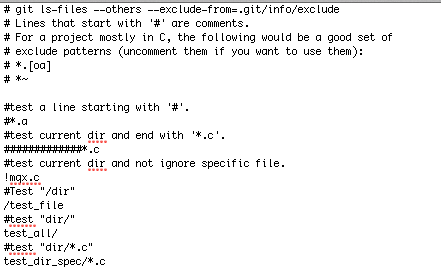 # git ls-files --others --exclude-from=.git/info/exclude
# Lines that start with '#' are comments.
# For a project mostly in C, the following would be a good set of
# exclude patterns (uncomment them if you want to use them):
# *.[oa]
# *~
#test a line starting with '#'.
#*.a
#test current dir and end with '*.c'.
#############*.c
#test current dir and not ignore specific file.
!mqx.c
#Test "/dir"
/test_file
#test "dir/"
test_all/
#test "dir/*.c"
test_dir_spec/*.c